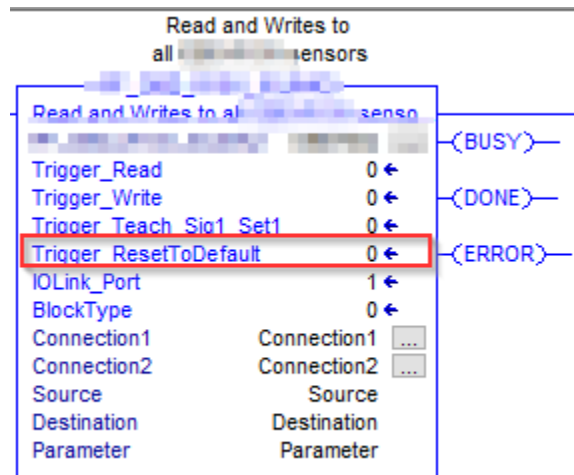 Read and Writes to
all ensors
Read and Writes to al senso
(BUSY)
Trigger_Read 0
Trigger_Write 0 (DONE)
Trigger_Teach_Sig1_Set1 0
Trigger_ResetToDefault 0 (ERROR)
IOLink_Port 1
BlockType 0
Connection1 Connection1 ...
Connection2 Connection2 ...
Source Source
Destination Destination
Parameter Parameter